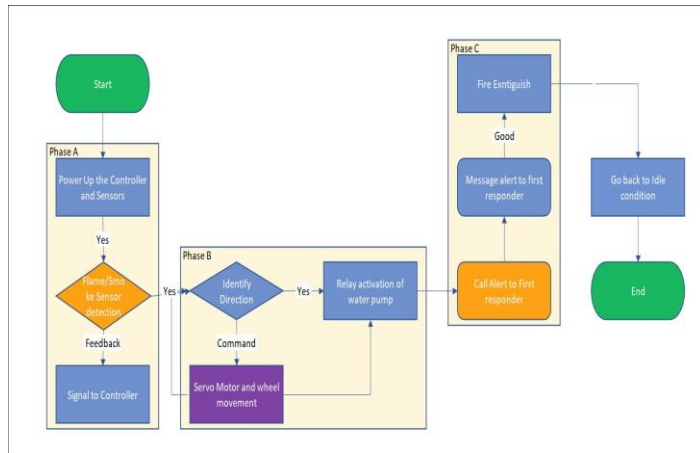 Start
Phase A
Power Up the Controller
and Sensors
Yes
Flame/Smo
ke Sensor
detection
Feedback
Signal to Controller
Yes
Phase B
Identify
Direction
Yes
Relay activation of
water pump
Command
Servo Motor and wheel
movement
Phase C
Fire Exntiguish
Good
Message alert to first
responder
Call Alert to First
responder
Go back to Idle
condition
End